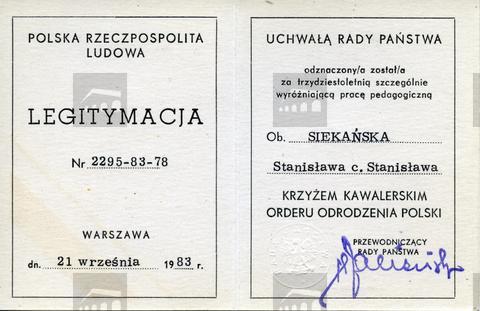 POLSKA RZECZPOSPOLITA
LUDOWA
LEGITYMACJA
Nr 2295-83-78
WARSZAWA
dn. 21 września 1983 r.
UCHWAŁĄ RADY PAŃSTWA
odznaczony/a został/a
za trzydziestoletnią szczególnie
wyróżniającą pracę pedagogiczną
Ob. SIEKAŃSKA
Stanisława c. Stanisława
KRZYŻEM KAWALERSKIM
ORDERU ODRODZENIA POLSKI
PRZEWODNICZĄCY
RADY PAŃSTWA